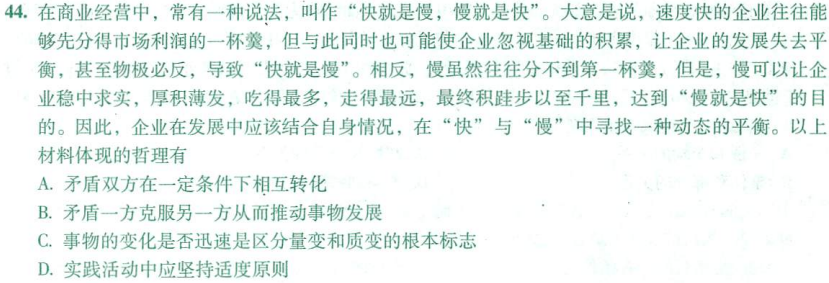 44. 在商业经营中，常有一种说法，叫作“快就是慢，慢就是快”。大意是说，速度快的企业往往能
够先分得市场利润的一杯羹，但与此同时也可能使企业忽视基础的积累，让企业的发展失去平
衡，甚至物极必反，导致“快就是慢”。相反，慢虽然往往分不到第一杯羹，但是，慢可以让企
业稳中求实，厚积薄发，吃得最多，走得最远，最终积跬步以至千里，达到“慢就是快”的目
的。因此，企业在发展中应该结合自身情况，在“快”与“慢”中寻找一种动态的平衡。以上
材料体现的哲理有
A. 矛盾双方在一定条件下相互转化
B. 矛盾一方克服另一方从而推动事物发展
C. 事物的变化是否迅速是区分量变和质变的根本标志
D. 实践活动中应坚持适度原则